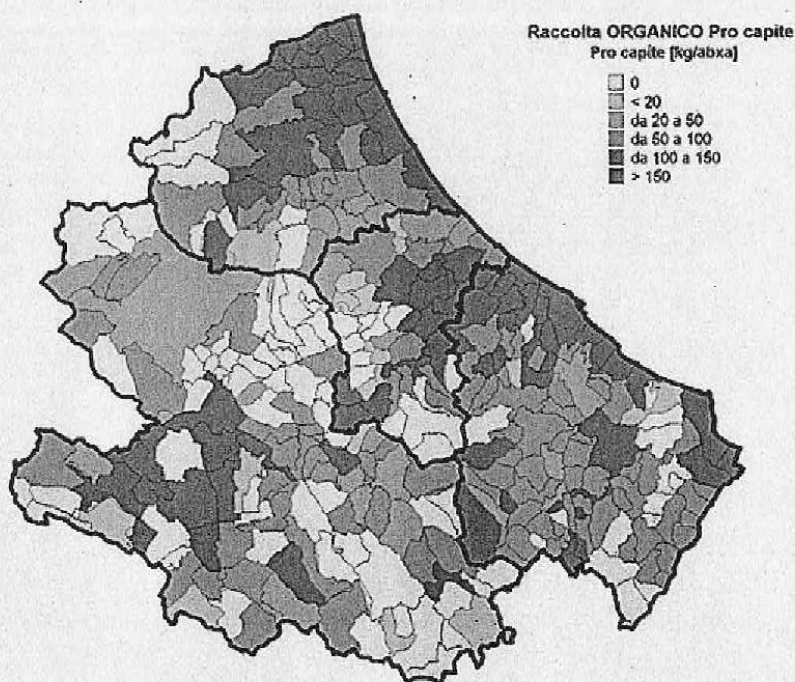 Raccolta ORGANICO Pro capite
Pro capite [kg/abxa]
0
< 20
da 20 a 50
da 50 a 100
da 100 a 150
> 150